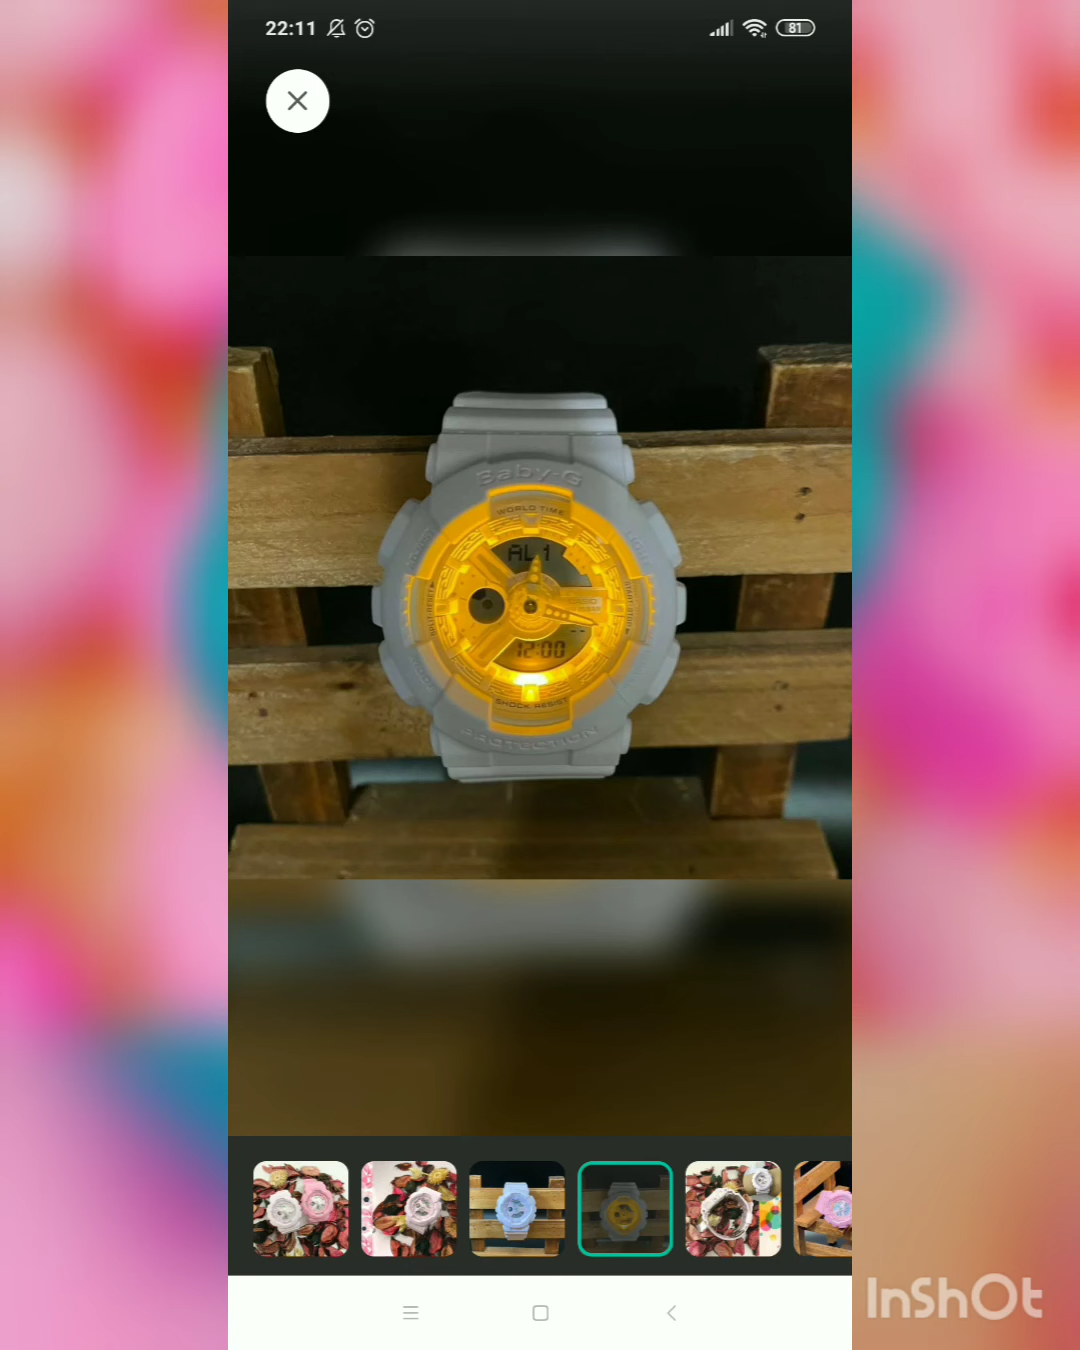 22:11
81
Baby-G
WORLD TIME
AL 1
12:00
SHOCK RESIST
PROTECTION
InShOt